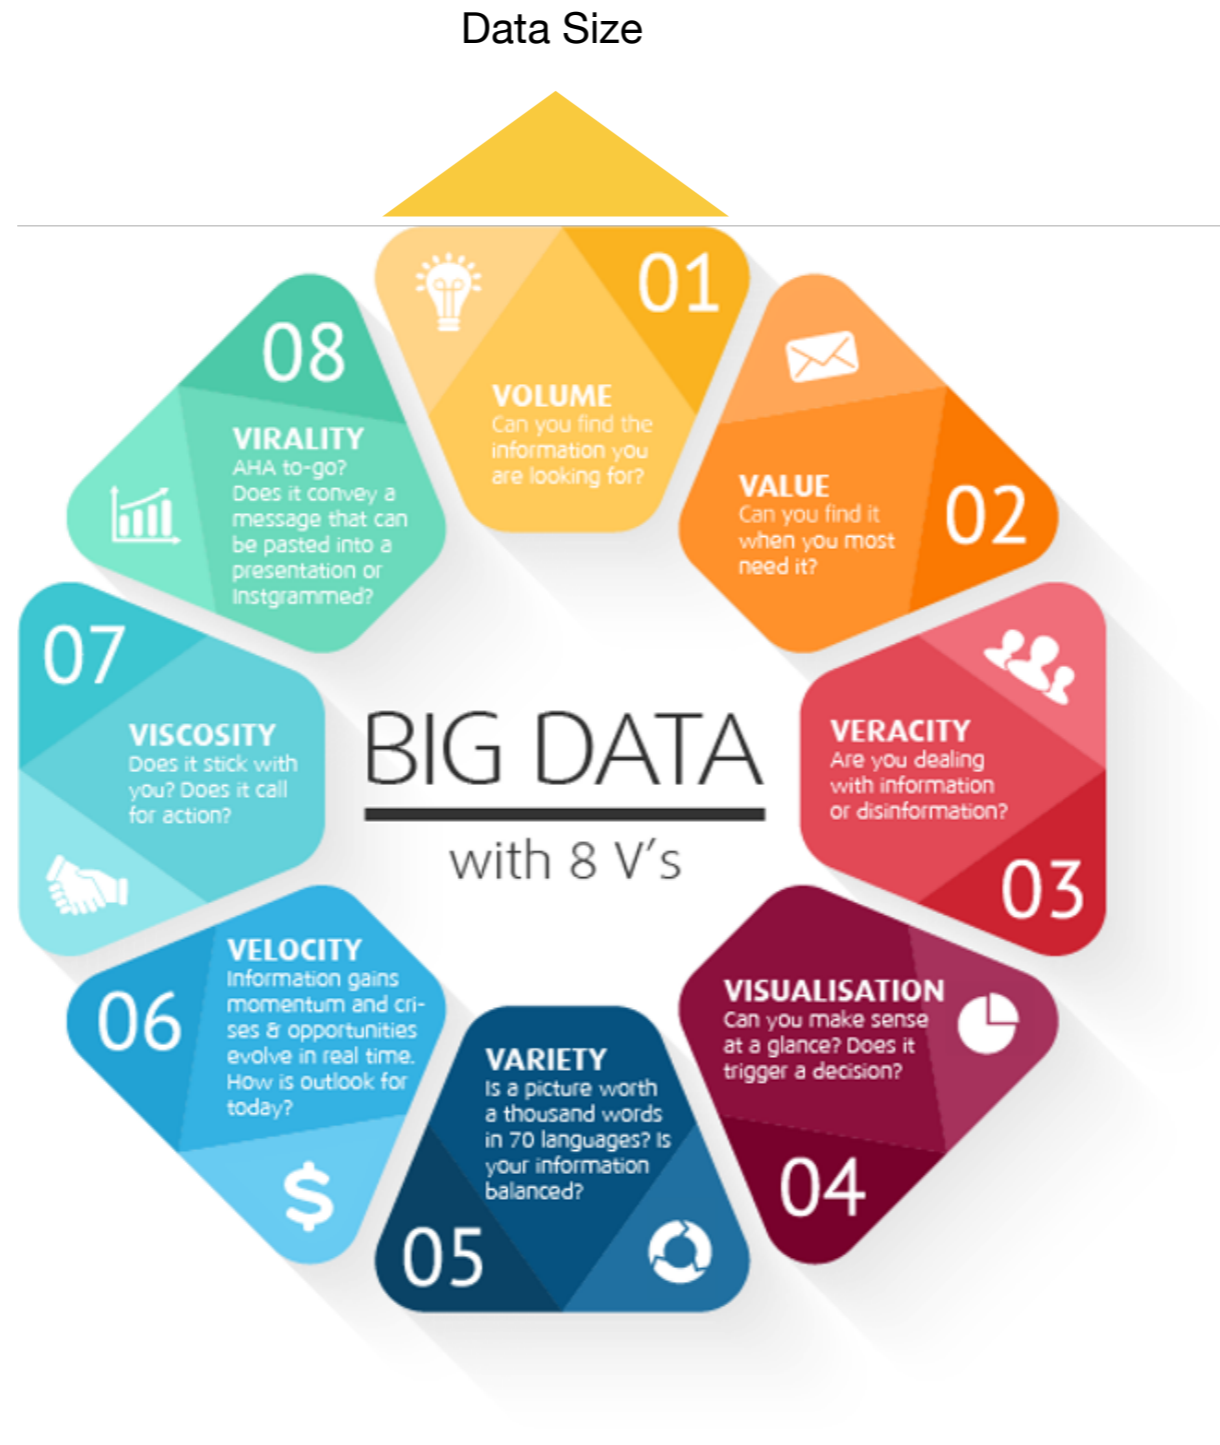 Data Size
01
VOLUME
Can you find the
information you
are looking for?
VALUE
Can you find it
when you most
need it?
02
VERACITY
Are you dealing
with information
or disinformation?
03
VISUALISATION
Can you make sense
at a glance? Does it
trigger a decision?
04
VARIETY
Is a picture worth
a thousand words
in 70 languages? Is
your information
balanced?
05
VELOCITY
Information gains
momentum and cri-
ses & opportunities
evolve in real time.
How is outlook for
today?
06
07
VISCOSITY
Does it stick with
you? Does it call
for action?
08
VIRALITY
AHA to-go?
Does it convey a
message that can
be pasted into a
presentation or
Instgrammed?
BIG DATA
with 8 V's
$